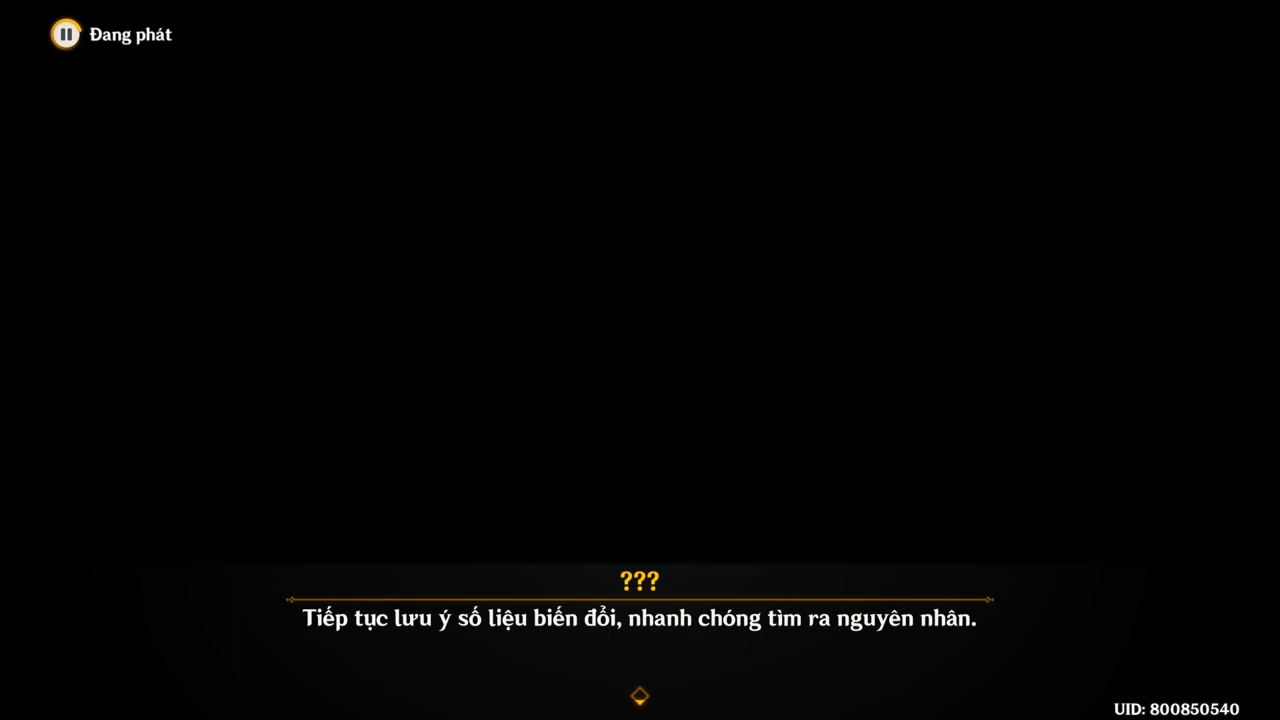 Đang phát
???
Tiếp tục lưu ý số liệu biến đổi, nhanh chóng tìm ra nguyên nhân.
UID: 800850540